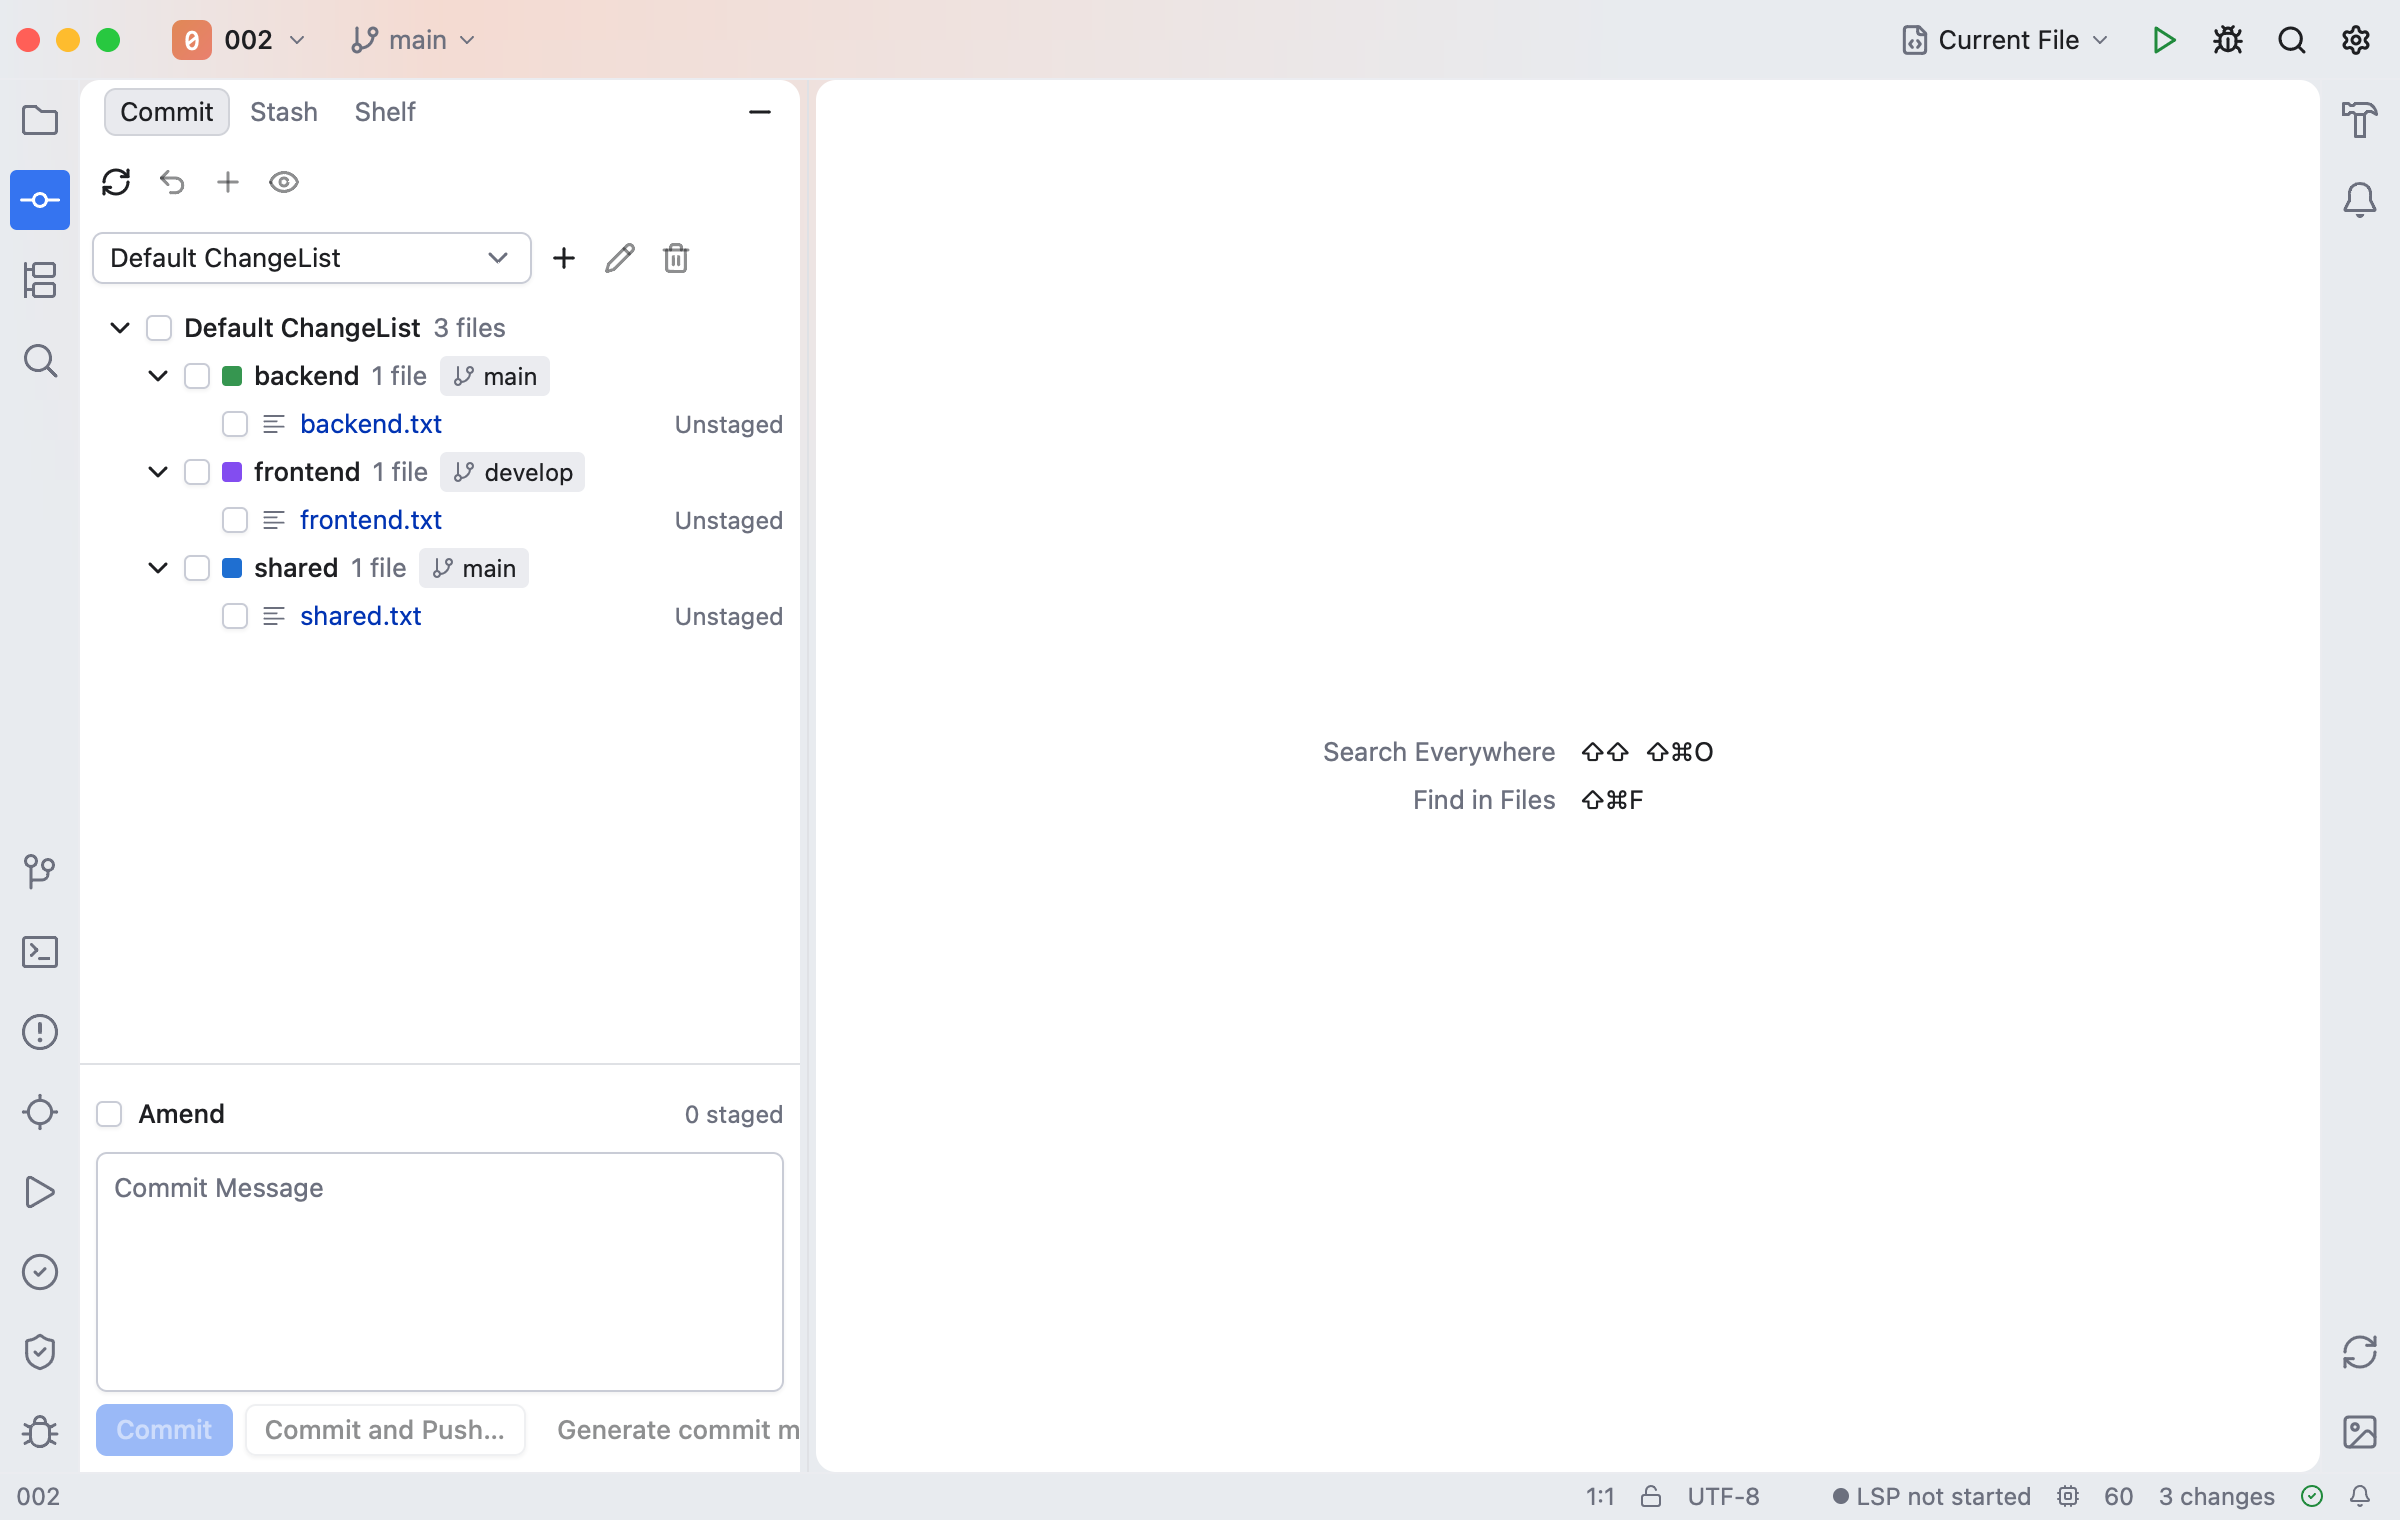 0 002 main Current File
Commit Stash Shelf
Default ChangeList
Default ChangeList 3 files
backend 1 file main
backend.txt Unstaged
frontend 1 file develop
frontend.txt Unstaged
shared 1 file main
shared.txt Unstaged
Search Everywhere ⇧⇧ ⇧⌘O
Find in Files ⇧⌘F
Amend 0 staged
Commit Message
Commit Commit and Push... Generate commit m
002 1:1 UTF-8 LSP not started 60 3 changes